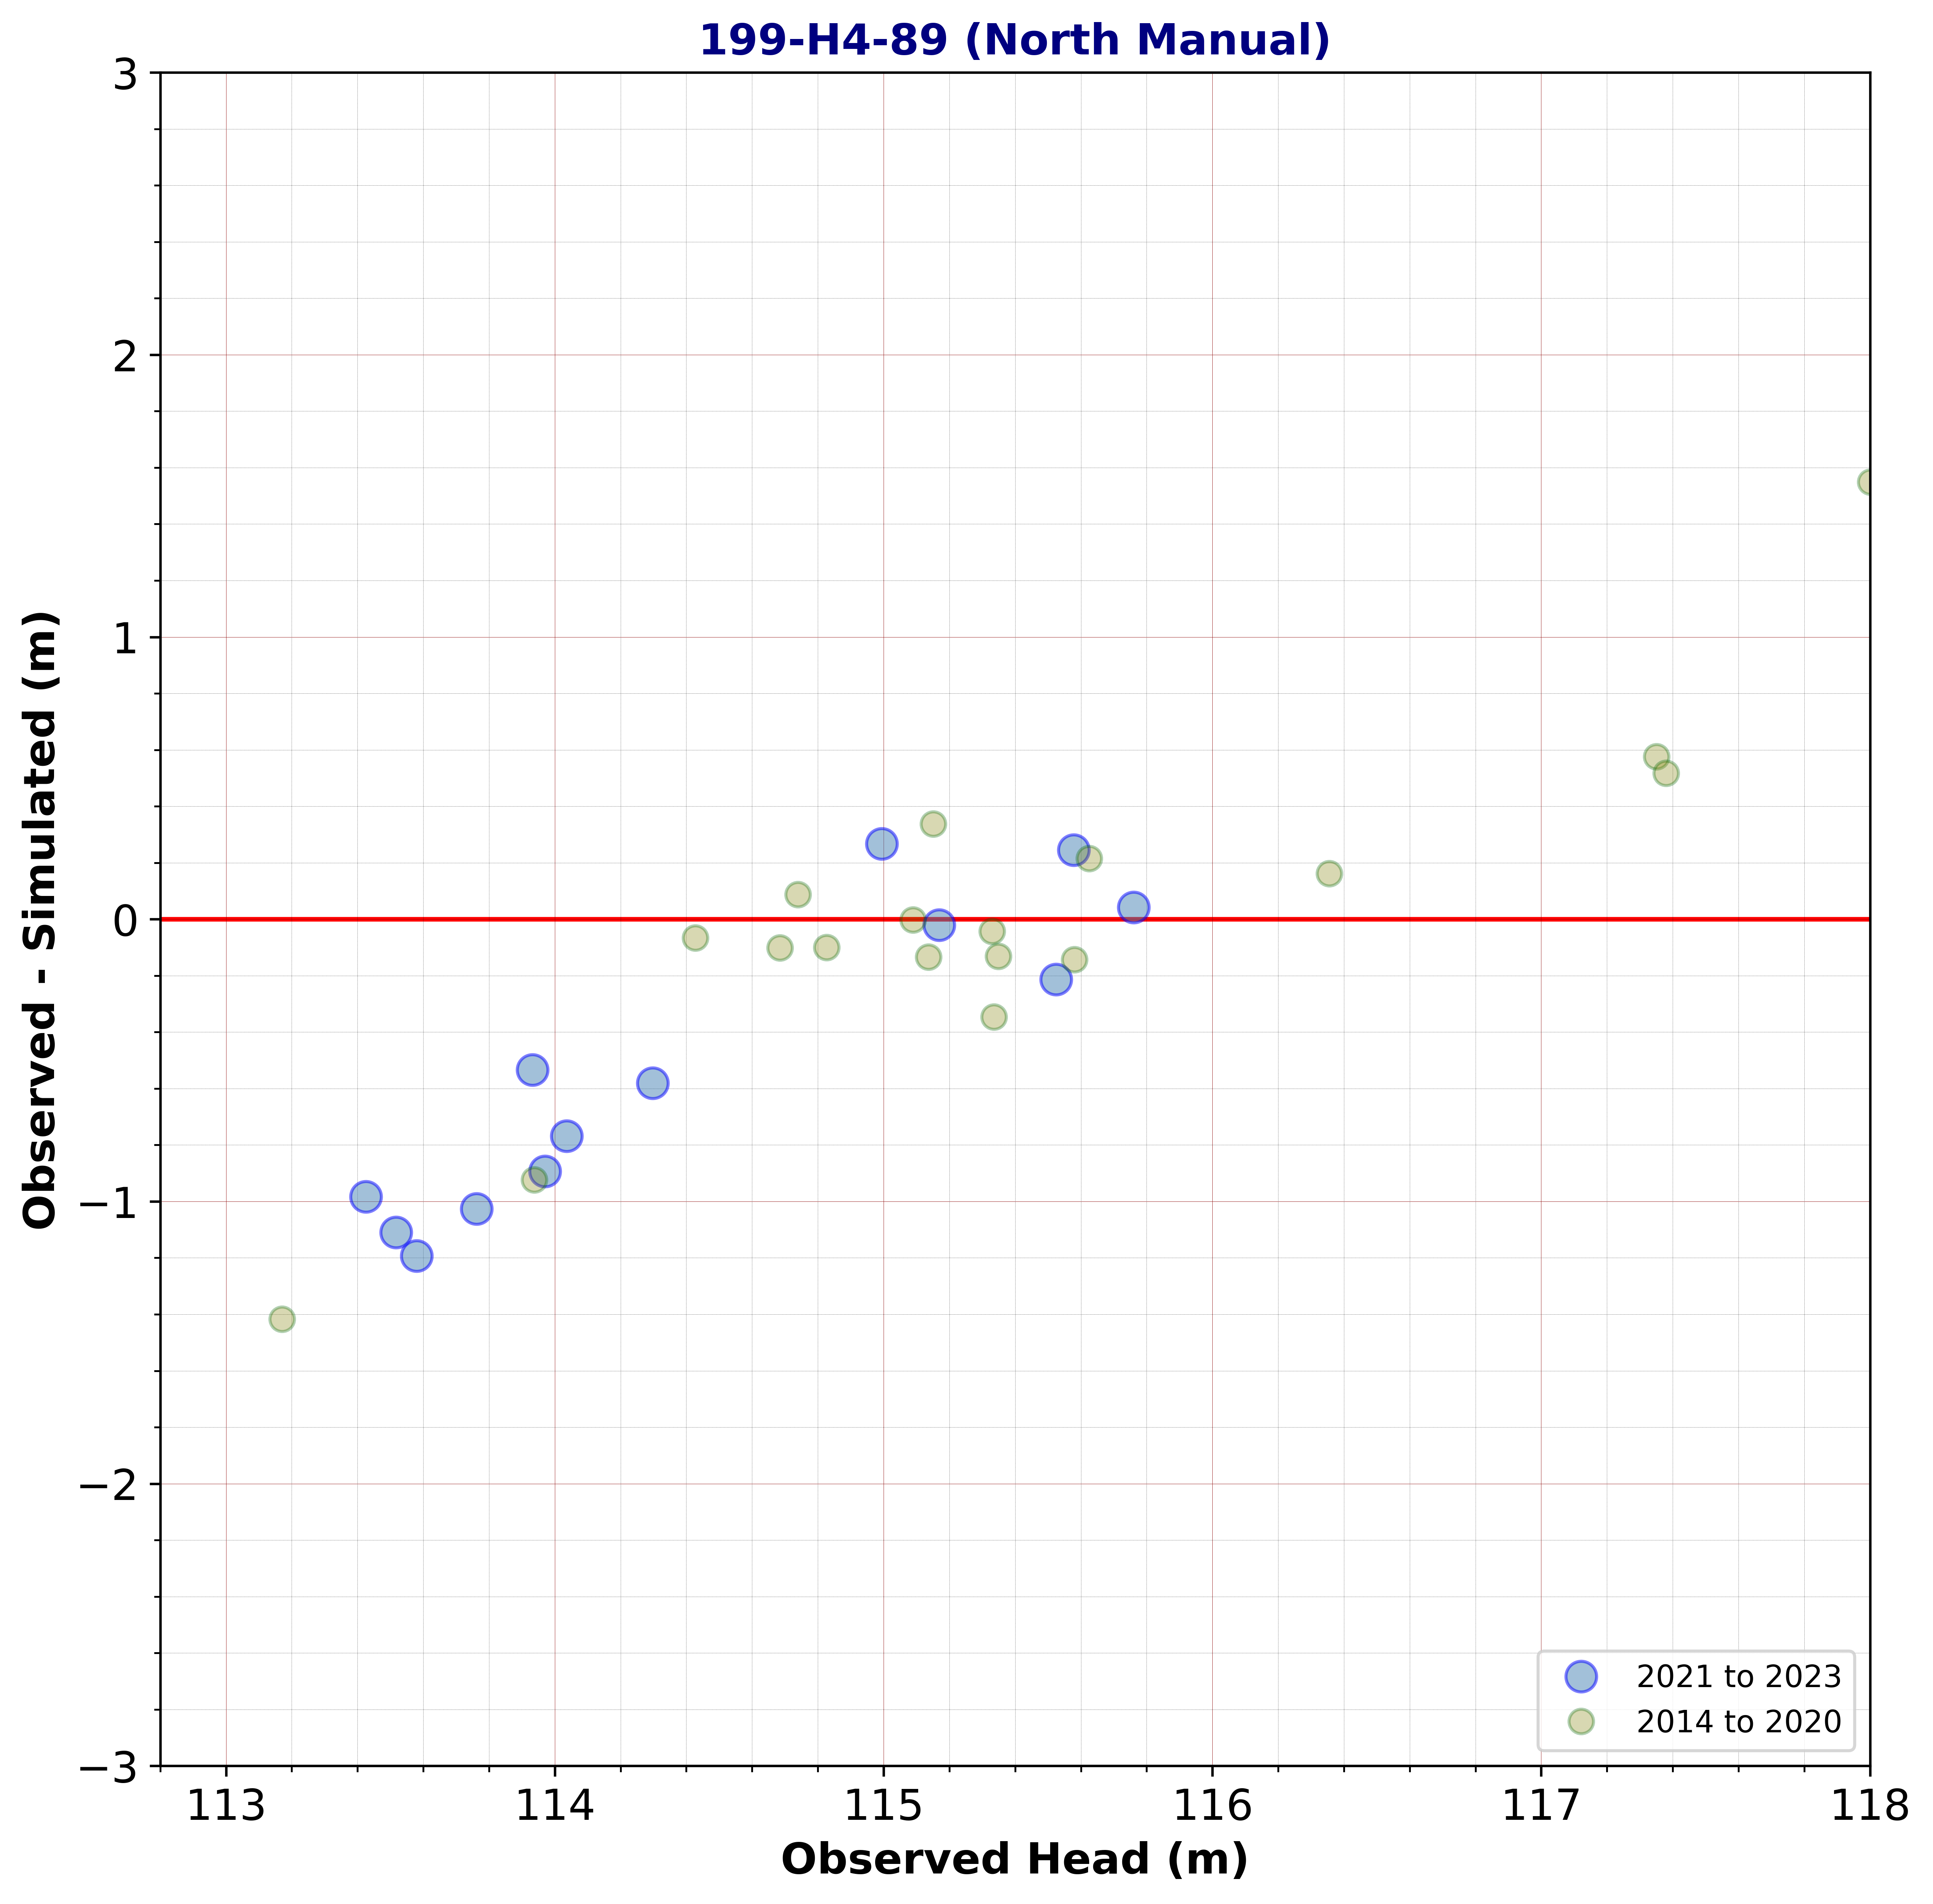 199-H4-89 (North Manual)
3
2
1
0
−1
−2
−3
Observed - Simulated (m)
113 114 115 116 117 118
Observed Head (m)
2021 to 2023
2014 to 2020